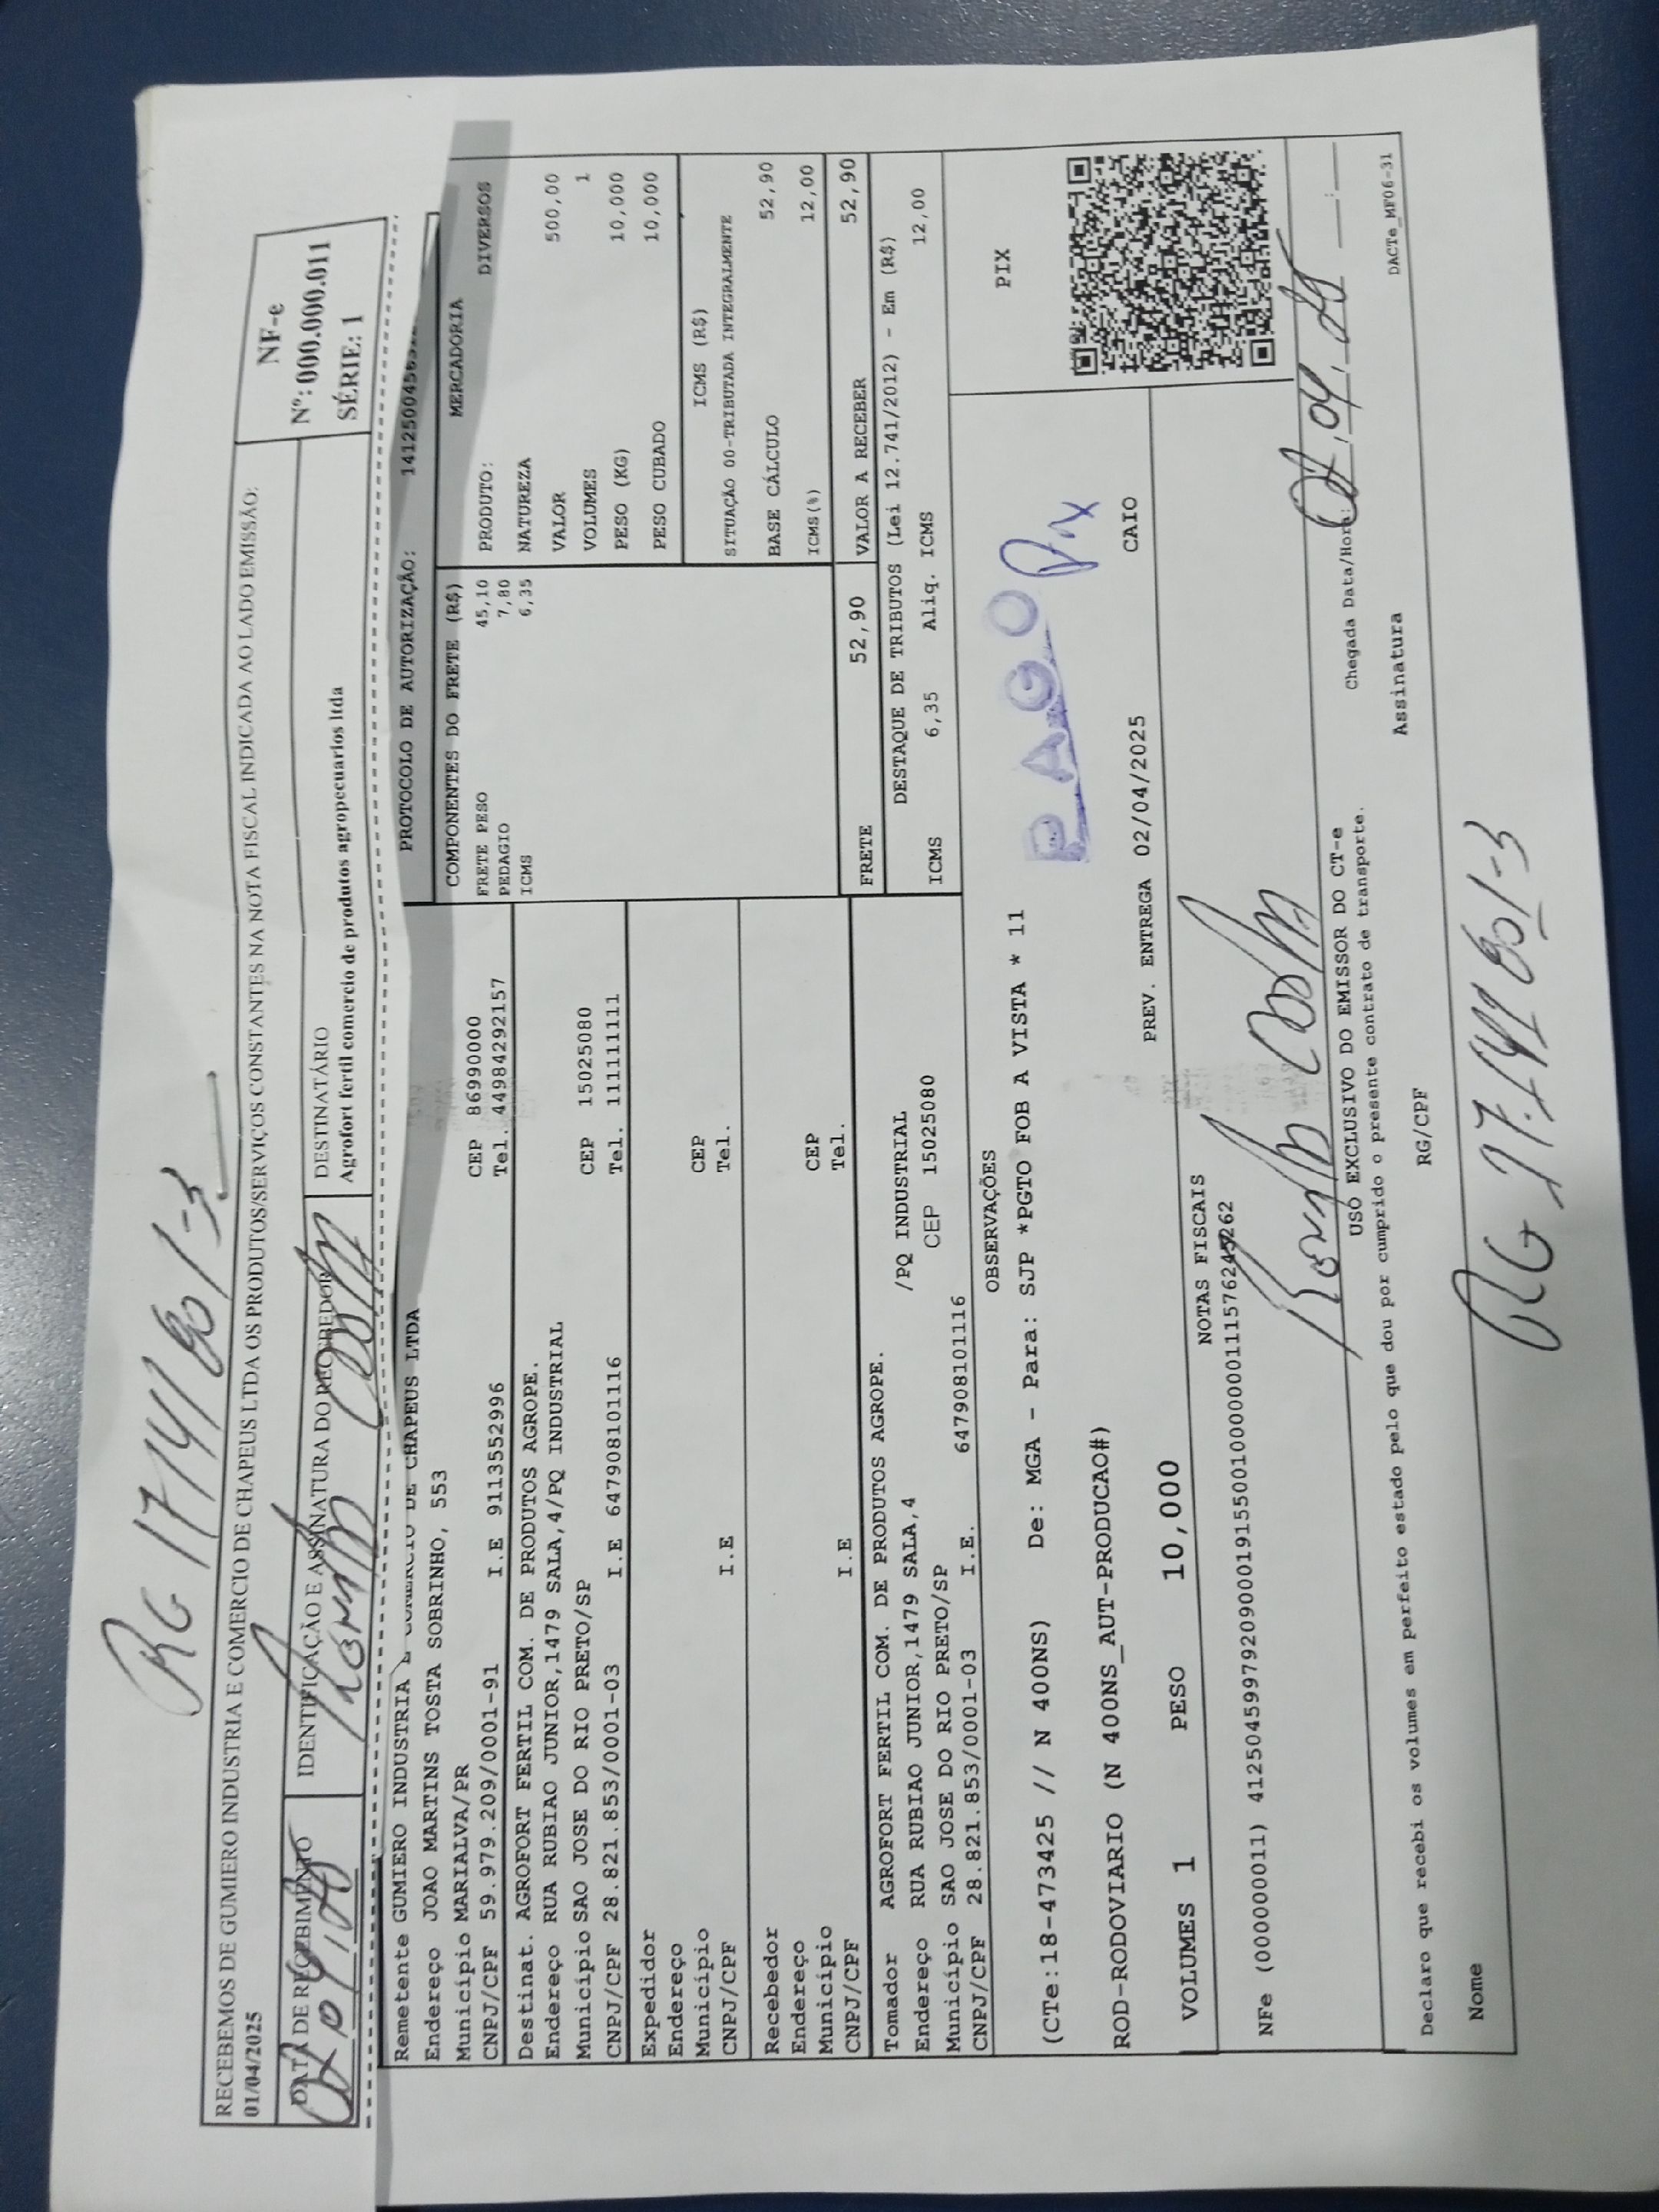 RG 17141801-3
RECEBEMOS DE GUMIERO INDUSTRIA E COMERCIO DE CHAPEUS LTDA OS PRODUTOS/SERVIÇOS CONSTANTES NA NOTA FISCAL INDICADA AO LADO EMISSÃO:
01/04/2025
NF-e
Nº: 000.000.011
SÉRIE: 1
DATA DE RECEBIMENTO
IDENTIFICAÇÃO E ASSINATURA DO RECEBEDOR
DESTINATÁRIO
Agrofort fertil comercio de produtos agropecuarios ltda
PROTOCOLO DE AUTORIZAÇÃO:
Remetente GUMIERO INDUSTRIA E COMERCIO DE CHAPEUS LTDA
Endereço JOAO MARTINS TOSTA SOBRINHO, 553
Município MARIALVA/PR CEP 86990000
CNPJ/CPF 59.979.209/0001-91 I.E 9113552996 Tel. 44984292157
Destinat. AGROFORT FERTIL COM. DE PRODUTOS AGROPE.
Endereço RUA RUBIAO JUNIOR,1479 SALA,4/PQ INDUSTRIAL
Município SAO JOSE DO RIO PRETO/SP CEP 15025080
CNPJ/CPF 28.821.853/0001-03 I.E 647908101116 Tel. 1111111111
Expedidor
Endereço
Município CEP
CNPJ/CPF I.E Tel.
Recebedor
Endereço
Município CEP
CNPJ/CPF I.E Tel.
Tomador AGROFORT FERTIL COM. DE PRODUTOS AGROPE.
Endereço RUA RUBIAO JUNIOR,1479 SALA,4 /PQ INDUSTRIAL
Município SAO JOSE DO RIO PRETO/SP CEP 15025080
CNPJ/CPF 28.821.853/0001-03 I.E. 647908101116
COMPONENTES DO FRETE (R$)
FRETE PESO 45,10
PEDAGIO 7,80
ICMS 6,35
MERCADORIA
PRODUTO: DIVERSOS
NATUREZA
VALOR 500,00
VOLUMES 1
PESO (KG) 10,000
PESO CUBADO 10,000
ICMS (R$)
SITUAÇÃO 00-TRIBUTADA INTEGRALMENTE
BASE CÁLCULO 52,90
ICMS(%) 12,00
FRETE 52,90 VALOR A RECEBER 52,90
DESTAQUE DE TRIBUTOS (Lei 12.741/2012) - Em (R$)
ICMS 6,35 Aliq. ICMS 12,00
OBSERVAÇÕES
(CTe:18-473425 // N 400NS) De: MGA - Para: SJP *PGTO FOB A VISTA * 11
PAGO Pix
PIX
ROD-RODOVIARIO (N 400NS_AUT-PRODUCAO#) PREV. ENTREGA 02/04/2025 CAIO
VOLUMES 1 PESO 10,000
NOTAS FISCAIS
USO EXCLUSIVO DO EMISSOR DO CT-e
Chegada Data/Hora:
Declaro que recebi os volumes em perfeito estado pelo que dou por cumprido o presente contrato de transporte.
Nome RG/CPF Assinatura DACTe_MF06-31